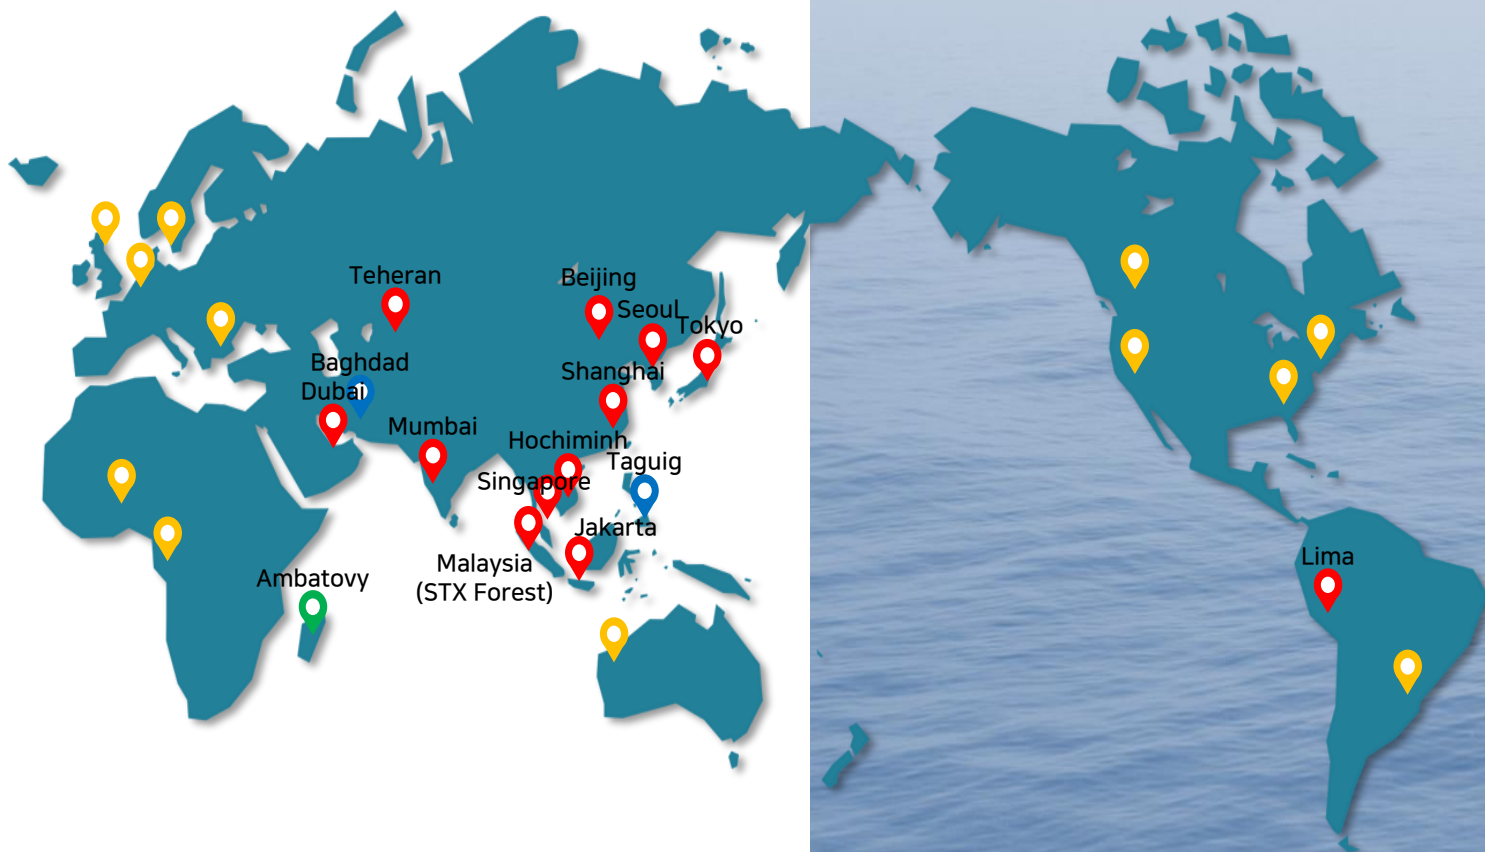 Teheran
Beijing
Seoul
Tokyo
Baghdad
Shanghai
Dubai
Mumbai
Hochiminh
Taguig
Singapore
Jakarta
Malaysia
(STX Forest)
Lima
Ambatovy